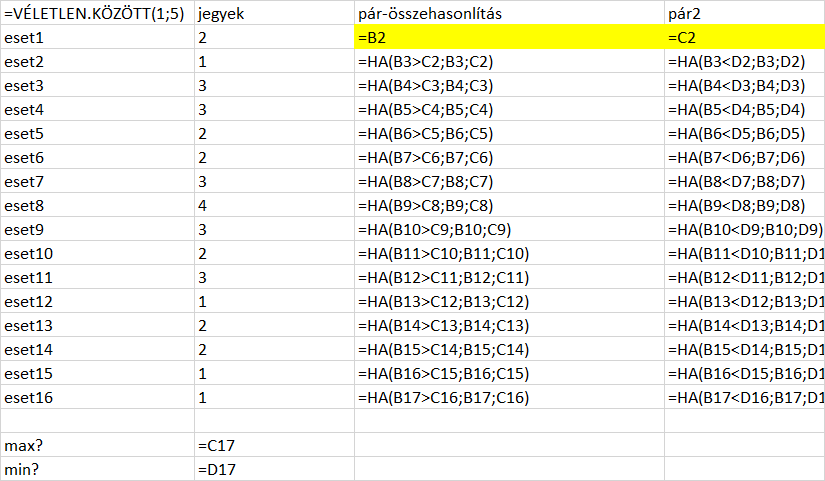 =VÉLETLEN.KÖZÖTT(1;5) jegyek pár-összehasonlítás pár2
eset1 2 =B2 =C2
eset2 1 =HA(B3>C2;B3;C2) =HA(B3<D2;B3;D2)
eset3 3 =HA(B4>C3;B4;C3) =HA(B4<D3;B4;D3)
eset4 3 =HA(B5>C4;B5;C4) =HA(B5<D4;B5;D4)
eset5 2 =HA(B6>C5;B6;C5) =HA(B6<D5;B6;D5)
eset6 2 =HA(B7>C6;B7;C6) =HA(B7<D6;B7;D6)
eset7 3 =HA(B8>C7;B8;C7) =HA(B8<D7;B8;D7)
eset8 4 =HA(B9>C8;B9;C8) =HA(B9<D8;B9;D8)
eset9 3 =HA(B10>C9;B10;C9) =HA(B10<D9;B10;D9)
eset10 2 =HA(B11>C10;B11;C10) =HA(B11<D10;B11;D1
eset11 3 =HA(B12>C11;B12;C11) =HA(B12<D11;B12;D1
eset12 1 =HA(B13>C12;B13;C12) =HA(B13<D12;B13;D1
eset13 2 =HA(B14>C13;B14;C13) =HA(B14<D13;B14;D1
eset14 2 =HA(B15>C14;B15;C14) =HA(B15<D14;B15;D1
eset15 1 =HA(B16>C15;B16;C15) =HA(B16<D15;B16;D1
eset16 1 =HA(B17>C16;B17;C16) =HA(B17<D16;B17;D1
max? =C17
min? =D17